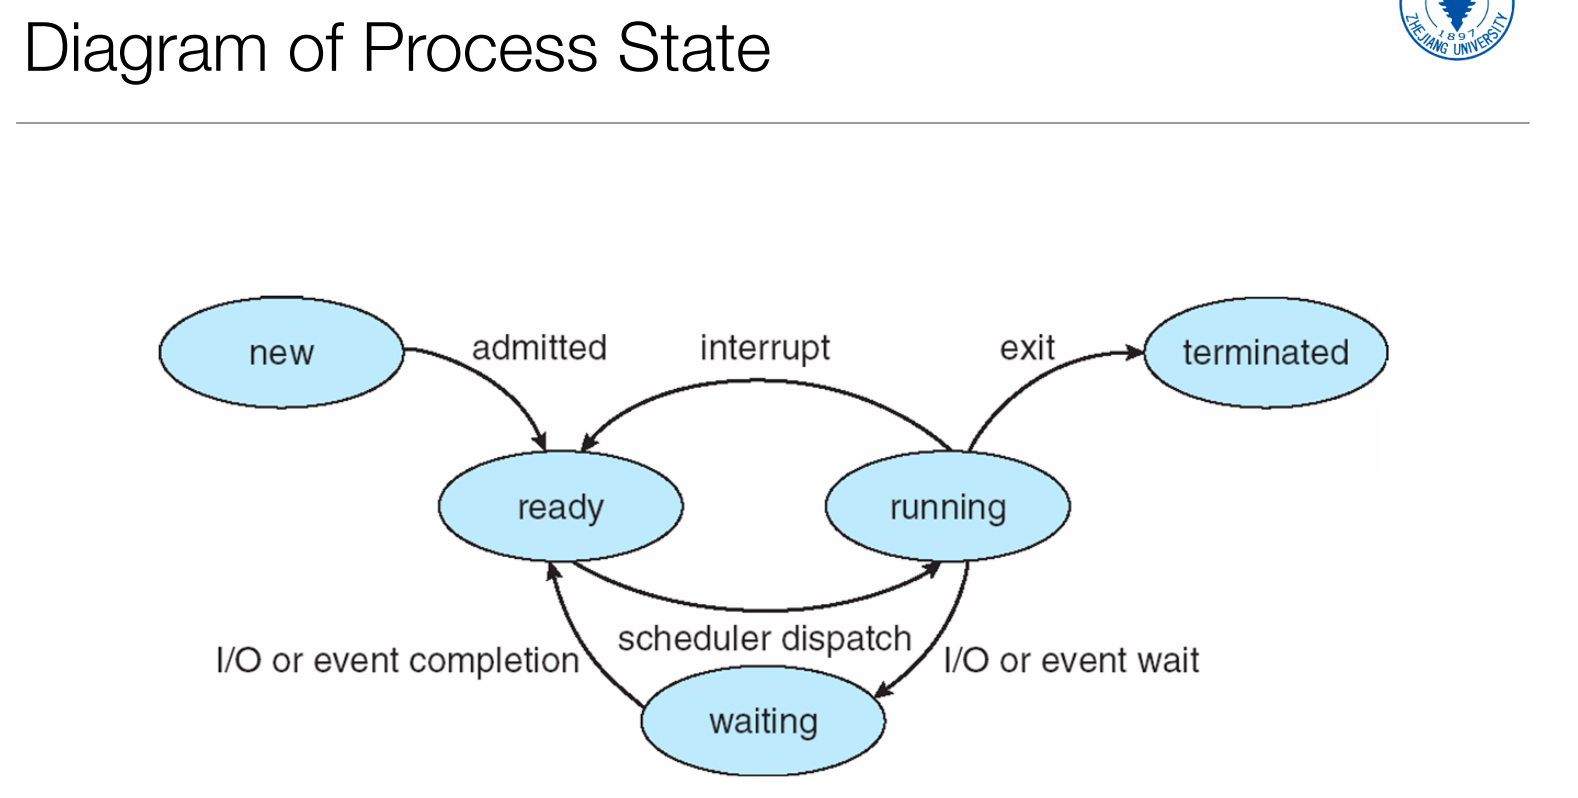 Diagram of Process State
1897
ZHEJIANG UNIVERSITY
new
admitted
interrupt
exit
terminated
ready
running
scheduler dispatch
I/O or event completion
I/O or event wait
waiting